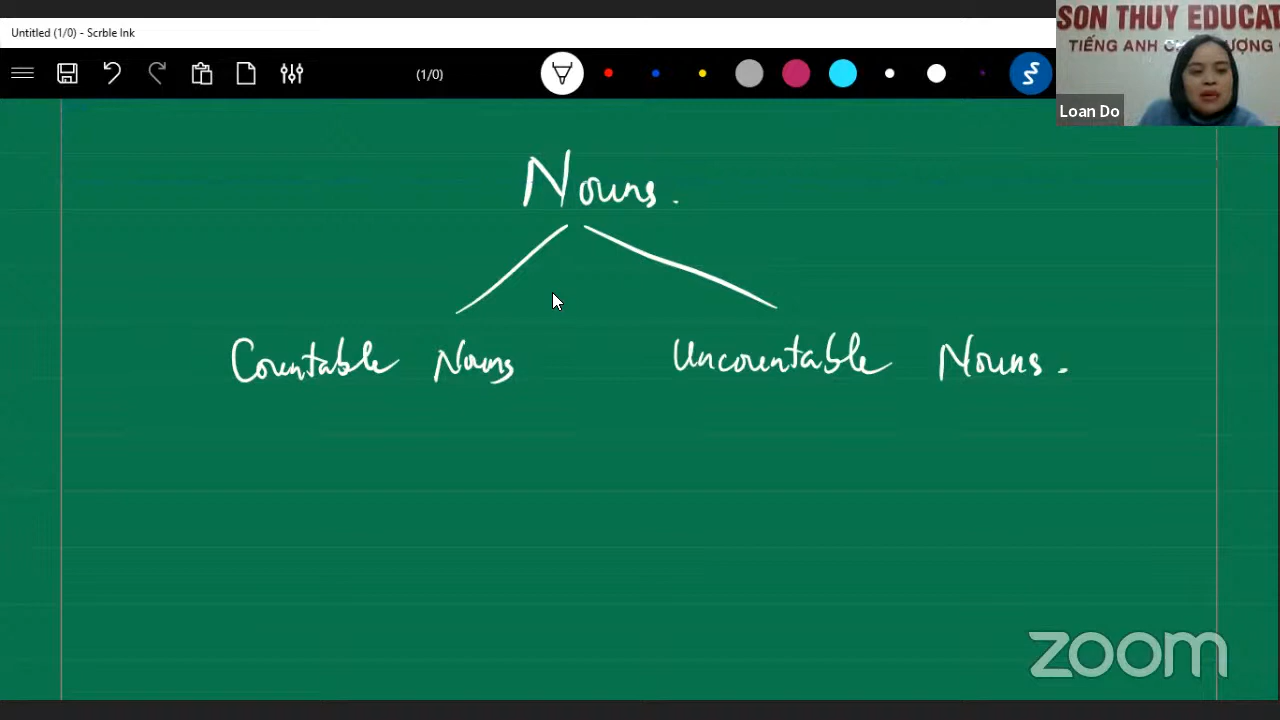 Untitled (1/0) - Scrble Ink
SON THUY EDUCAT
TIẾNG ANH
(1/0)
Loan Do
Nouns.
Countable Nouns Uncountable Nouns.
zoom